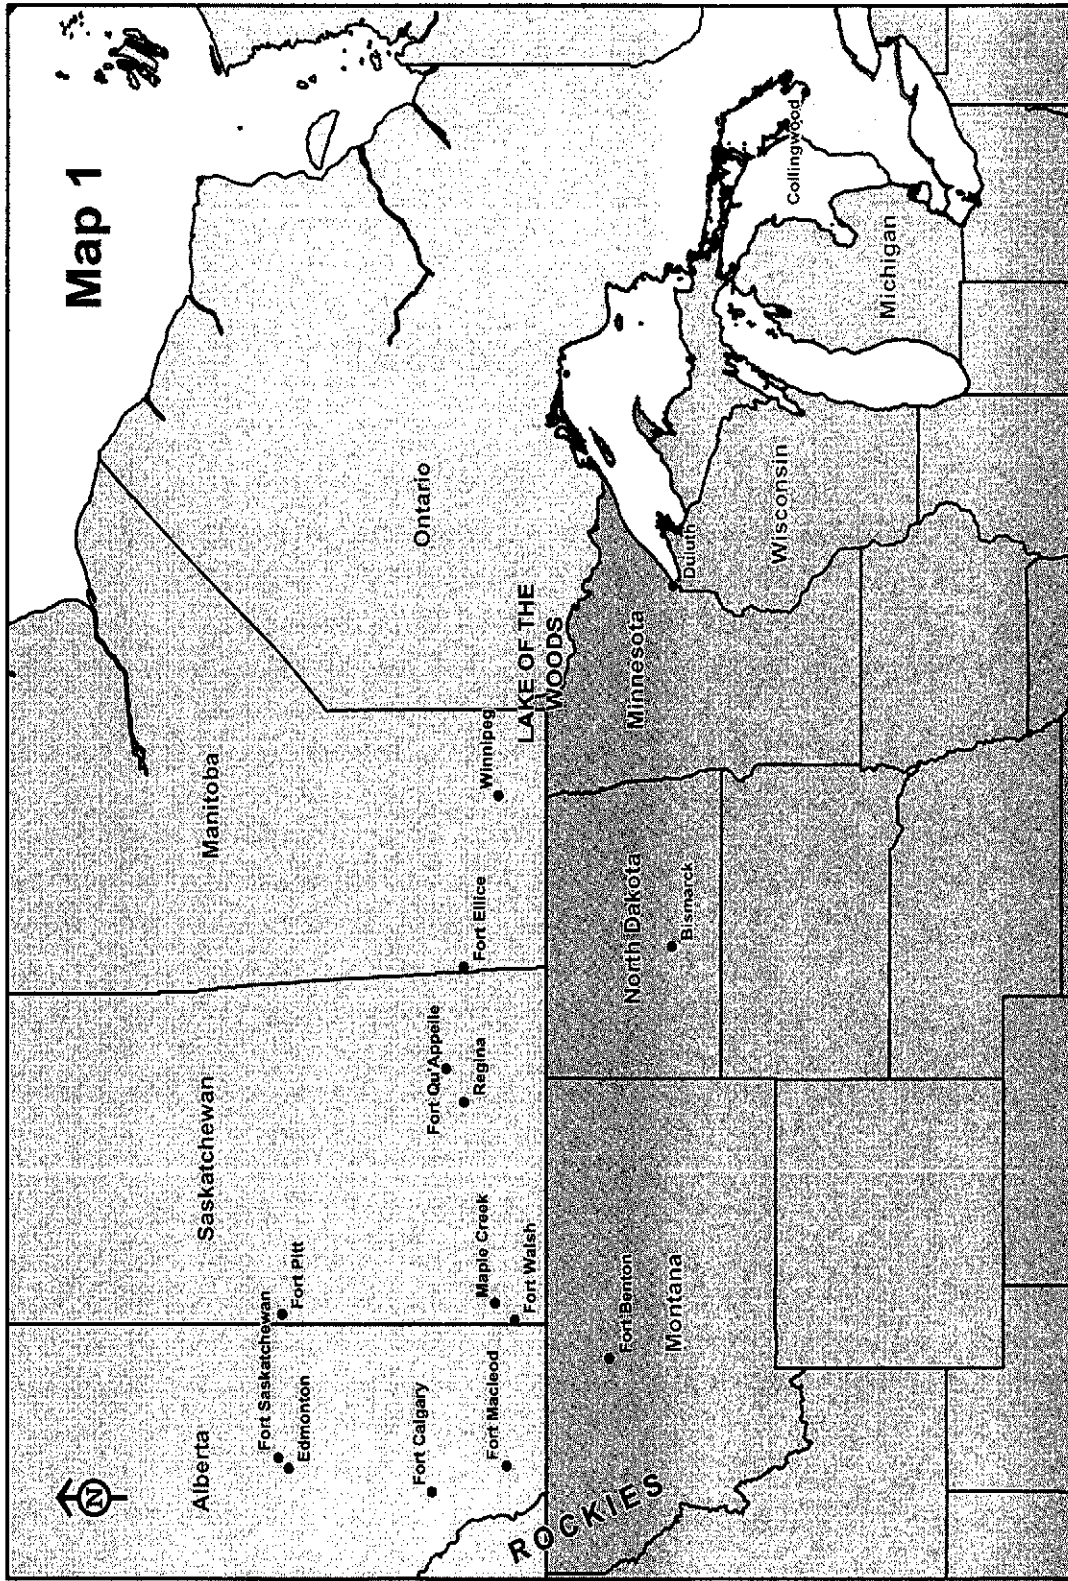 Map 1
N
Alberta
Saskatchewan
Manitoba
Ontario
Fort Saskatchewan
Edmonton
Fort Pitt
Fort Calgary
Fort Macleod
Maple Creek
Fort Walsh
Fort Qu'Appelle
Regina
Fort Ellice
Winnipeg
LAKE OF THE
WOODS
ROCKIES
Fort Benton
Montana
North Dakota
Bismarck
Minnesota
Duluth
Wisconsin
Michigan
Collingwood